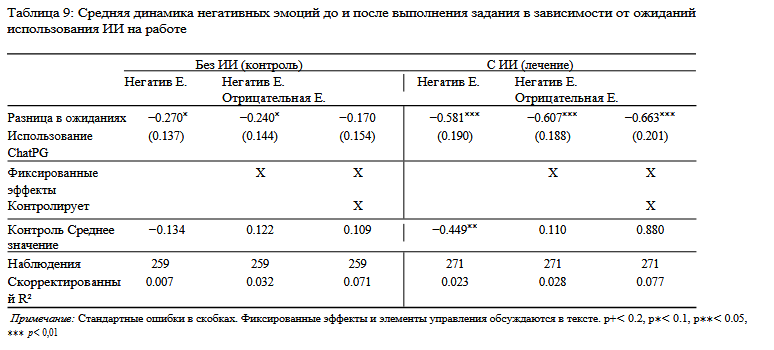 Таблица 9: Средняя динамика негативных эмоций до и после выполнения задания в зависимости от ожиданий
использования ИИ на работе
Без ИИ (контроль) С ИИ (лечение)
Негатив Е. Негатив Е. Негатив Е. Негатив Е.
Отрицательная Е. Отрицательная Е.
Разница в ожиданиях −0.270* −0.240* −0.170 −0.581*** −0.607*** −0.663***
Использование (0.137) (0.144) (0.154) (0.190) (0.188) (0.201)
ChatPG
Фиксированные X X X X
эффекты
Контролирует X X
Контроль Среднее −0.134 0.122 0.109 −0.449** 0.110 0.880
значение
Наблюдения 259 259 259 271 271 271
Скорректированны 0.007 0.032 0.071 0.023 0.028 0.077
й R²
Примечание: Стандартные ошибки в скобках. Фиксированные эффекты и элементы управления обсуждаются в тексте. p+< 0.2, p*< 0.1, p**< 0.05,
*** p< 0,01